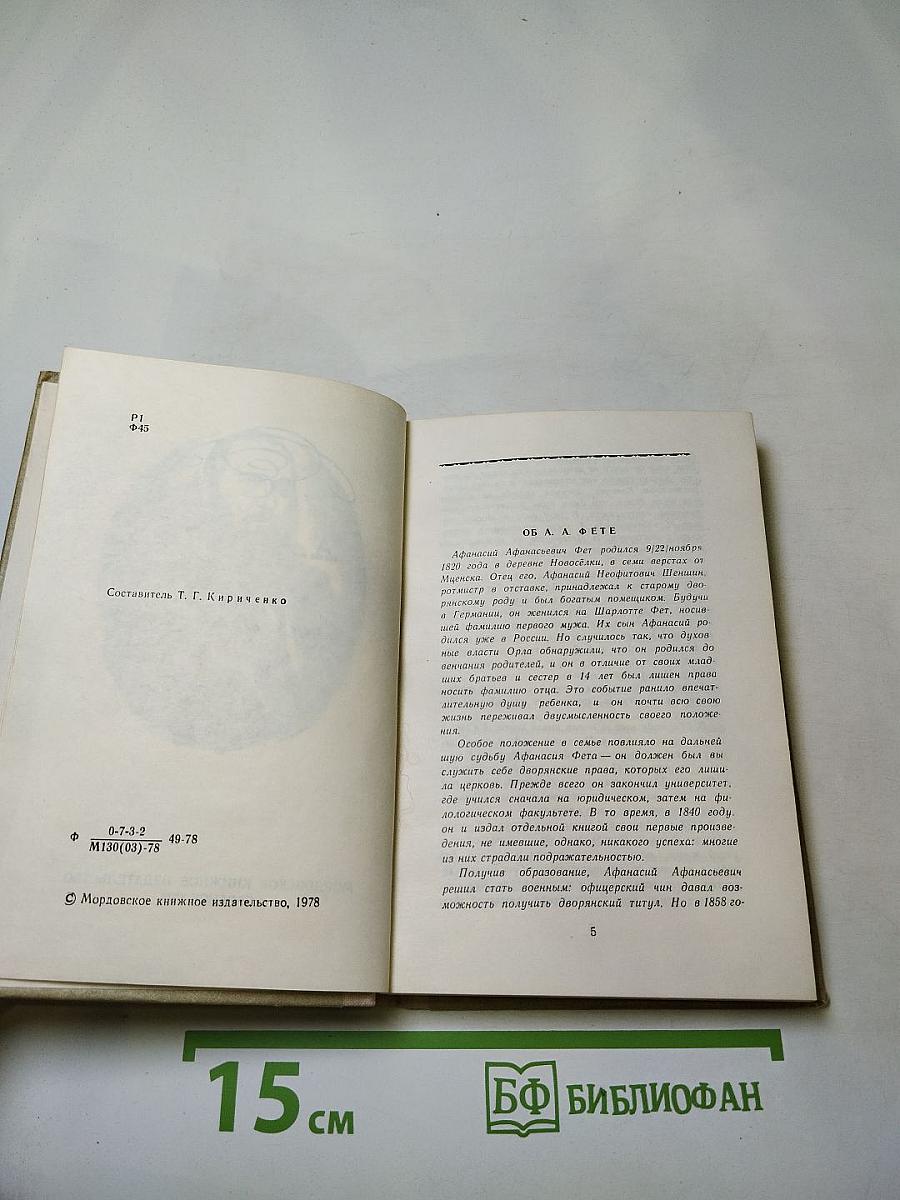 Р1
Ф45
Составитель Т. Г. Кириченко
Ф 0-7-3-2 49-78
М130(03)-78
© Мордовское книжное издательство, 1978
ОБ А. А. ФЕТЕ
Афанасий Афанасьевич Фет родился 9/22/ноября
1820 года в деревне Новосёлки, в семи верстах от
Мценска. Отец его, Афанасий Неофитович Шеншин,
ротмистр в отставке, принадлежал к старому дво-
рянскому роду и был богатым помещиком. Будучи
в Германии, он женился на Шарлотте Фет, носив-
шей фамилию первого мужа. Их сын Афанасий ро-
дился уже в России. Но случилось так, что духов
ные власти Орла обнаружили, что он родился до
венчания родителей, и он в отличие от своих млад-
ших братьев и сестер в 14 лет был лишен права
носить фамилию отца. Это событие ранило впечат-
лительную душу ребенка, и он почти всю свою
жизнь переживал двусмысленность своего положе-
ния.
Особое положение в семье повлияло на дальней
шую судьбу Афанасия Фета — он должен был вы
служить себе дворянские права, которых его лиши-
ла церковь. Прежде всего он закончил университет,
где учился сначала на юридическом, затем на фи-
лологическом факультете. В то время, в 1840 году,
он и издал отдельной книгой свои первые произве-
дения, не имевшие, однако, никакого успеха: многие
из них страдали подражательностью.
Получив образование, Афанасий Афанасьевич
решил стать военным: офицерский чин давал воз-
можность получить дворянский титул. Но в 1858 го-
5
15 см
БФ БИБЛИОФАН